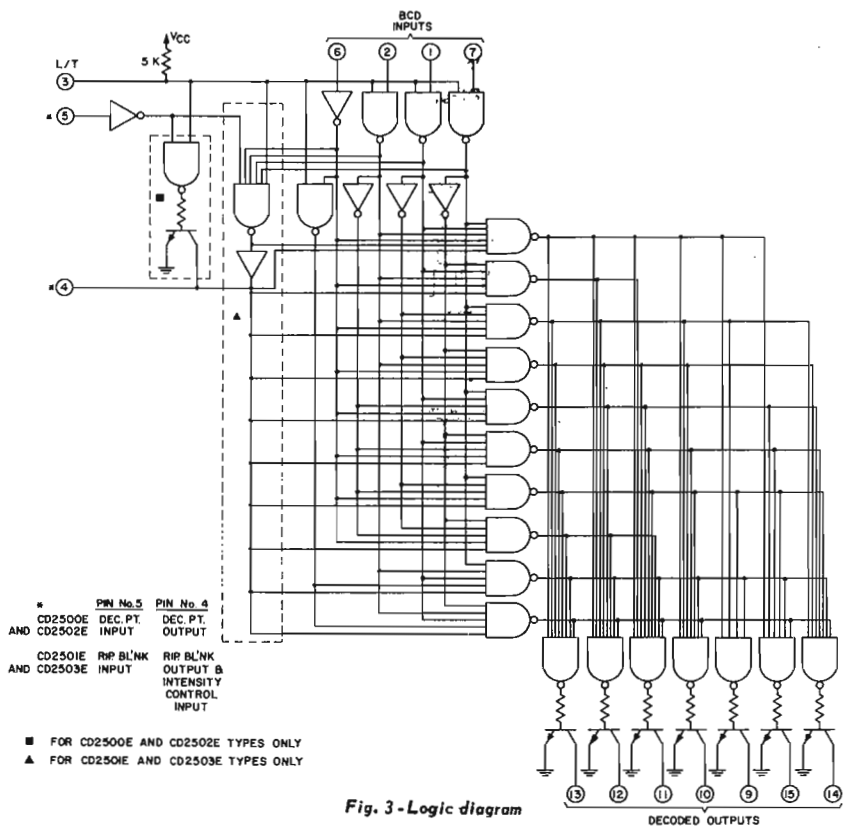 BCD
INPUTS
VCC
5 K
L/T
6
2
1
7
3
* 5
■
* 4
▲
* PIN No.5 PIN No.4
CD2500E DEC. PT. DEC. PT.
AND CD2502E INPUT OUTPUT
CD2501E RIP. BL'NK RIP. BL'NK
AND CD2503E INPUT OUTPUT &
INTENSITY
CONTROL
INPUT
■ FOR CD2500E AND CD2502E TYPES ONLY
▲ FOR CD2501E AND CD2503E TYPES ONLY
13 12 11 10 9 15 14
Fig. 3 - Logic diagram
DECODED OUTPUTS